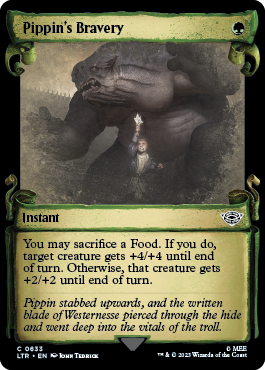 Pippin's Bravery
Instant
You may sacrifice a Food. If you do,
target creature gets +4/+4 until end
of turn. Otherwise, that creature gets
+2/+2 until end of turn.
Pippin stabbed upwards, and the written
blade of Westernesse pierced through the hide
and went deep into the vitals of the troll.
C 0633
LTR • EN John Tedrick
© MEE
™ & © 2023 Wizards of the Coast